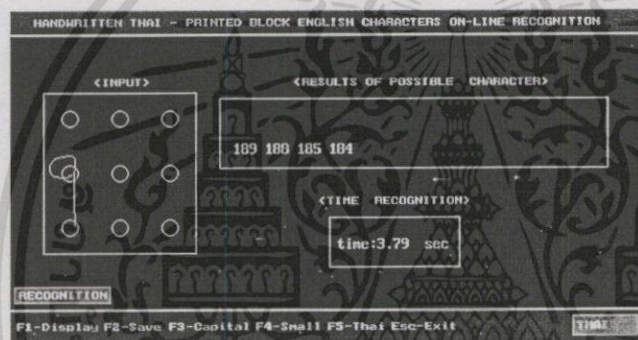 HANDWRITTEN THAI - PRINTED BLOCK ENGLISH CHARACTERS ON-LINE RECOGNITION
<INPUT>
<RESULTS OF POSSIBLE CHARACTER>
189 180 185 184
<TIME RECOGNITION>
time:3.79 sec
RECOGNITION
F1-Display F2-Save F3-Capital F4-Small F5-Thai Esc-Exit
THAI